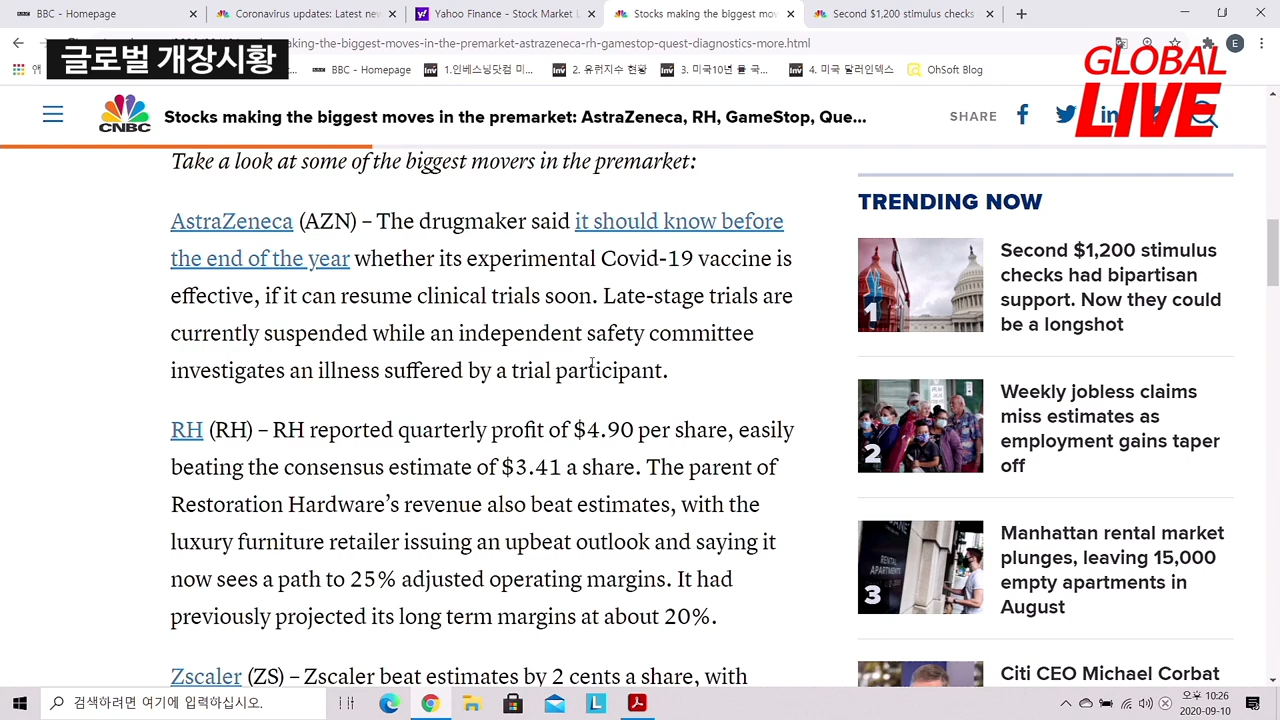 BBC - Homepage
Coronavirus updates: Latest nev
Yahoo Finance – Stock Market L
Stocks making the biggest mov
Second $1,200 stimulus checks
aking-the-biggest-moves-in-the-prem
trazeneca-rh-gamestop-quest-diagnostics-more.html
E
글로벌 개장시황
GLOBAL
LIVE
앱
BBC - Homepage
1.인베스팅닷컴 미...
3. 미국10년 물 국...
4. 미국 달러인덱스
OhSoft Blog
CNBC
Stocks making the biggest moves in the premarket: AstraZeneca, RH, GameStop, Que...
SHARE
Take a look at some of the biggest movers in the premarket:
AstraZeneca (AZN) – The drugmaker said it should know before
the end of the year whether its experimental Covid-19 vaccine is
effective, if it can resume clinical trials soon. Late-stage trials are
currently suspended while an independent safety committee
investigates an illness suffered by a trial participant.
RH (RH) – RH reported quarterly profit of $4.90 per share, easily
beating the consensus estimate of $3.41 a share. The parent of
Restoration Hardware's revenue also beat estimates, with the
luxury furniture retailer issuing an upbeat outlook and saying it
now sees a path to 25% adjusted operating margins. It had
previously projected its long term margins at about 20%.
Zscaler (ZS) – Zscaler beat estimates by 2 cents a share, with
TRENDING NOW
1
Second $1,200 stimulus
checks had bipartisan
support. Now they could
be a longshot
2
Weekly jobless claims
miss estimates as
employment gains taper
off
3
RENTAL
APARTMENTS
Manhattan rental market
plunges, leaving 15,000
empty apartments in
August
Citi CEO Michael Corbat
검색하려면 여기에 입력하십시오.
오후 10:26
2020-09-10